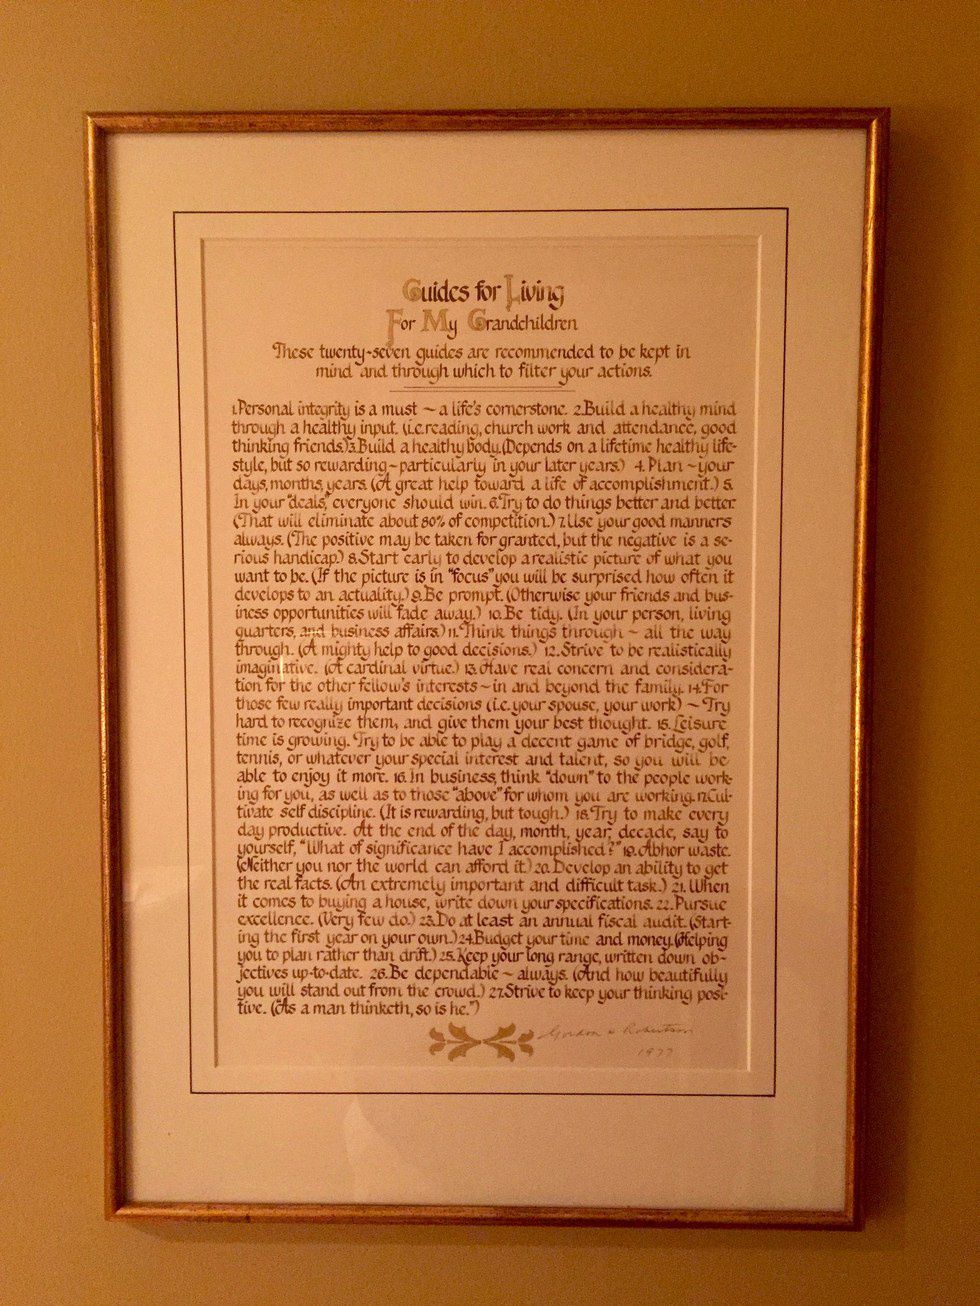 Guides for Living
For My Grandchildren
These twenty-seven guides are recommended to be kept in
mind and through which to filter your actions.
1. Personal integrity is a must ~ a life's cornerstone. 2. Build a healthy mind
through a healthy input. (i.e. reading, church work and attendance, good
thinking friends.) 3. Build a healthy body. (Depends on a lifetime healthy life-
style, but so rewarding ~ particularly in your later years.) 4. Plan ~ your
days, months, years. (A great help toward a life of accomplishment.) 5.
In your "deals," everyone should win. 6. Try to do things better and better.
(That will eliminate about 80% of competition.) 7. Use your good manners
always. (The positive may be taken for granted, but the negative is a se-
rious handicap.) 8. Start early to develop a realistic picture of what you
want to be. (If the picture is in "focus" you will be surprised how often it
develops to an actuality.) 9. Be prompt. (Otherwise your friends and bus-
iness opportunities will fade away.) 10. Be tidy. (In your person, living
quarters, and business affairs.) 11. Think things through ~ all the way
through. (A mighty help to good decisions.) 12. Strive to be realistically
imaginative. (A cardinal virtue.) 13. Have real concern and considera-
tion for the other fellow's interests ~ in and beyond the family. 14. For
those few really important decisions (i.e. your spouse, your work) ~ Try
hard to recognize them, and give them your best thought. 15. Leisure
time is growing. Try to be able to play a decent game of bridge, golf,
tennis, or whatever your special interest and talent, so you will be
able to enjoy it more. 16. In business, think "down" to the people work-
ing for you, as well as to those "above" for whom you are working. 17. Cul-
tivate self discipline. (It is rewarding, but tough.) 18. Try to make every
day productive. At the end of the day, month, year, decade, say to
yourself, "What of significance have I accomplished?" 19. Abhor waste.
(Neither you nor the world can afford it.) 20. Develop an ability to get
the real facts. (An extremely important and difficult task.) 21. When
it comes to buying a house, write down your specifications. 22. Pursue
excellence. (Very few do.) 23. Do at least an annual fiscal audit. (Start-
ing the first year on your own.) 24. Budget your time and money. (Helping
you to plan rather than drift.) 25. Keep your long range, written down ob-
jectives up-to-date. 26. Be dependable ~ always. (And how beautifully
you will stand out from the crowd.) 27. Strive to keep your thinking posi-
tive. ("As a man thinketh, so is he.")
Gordon Robertson
1977